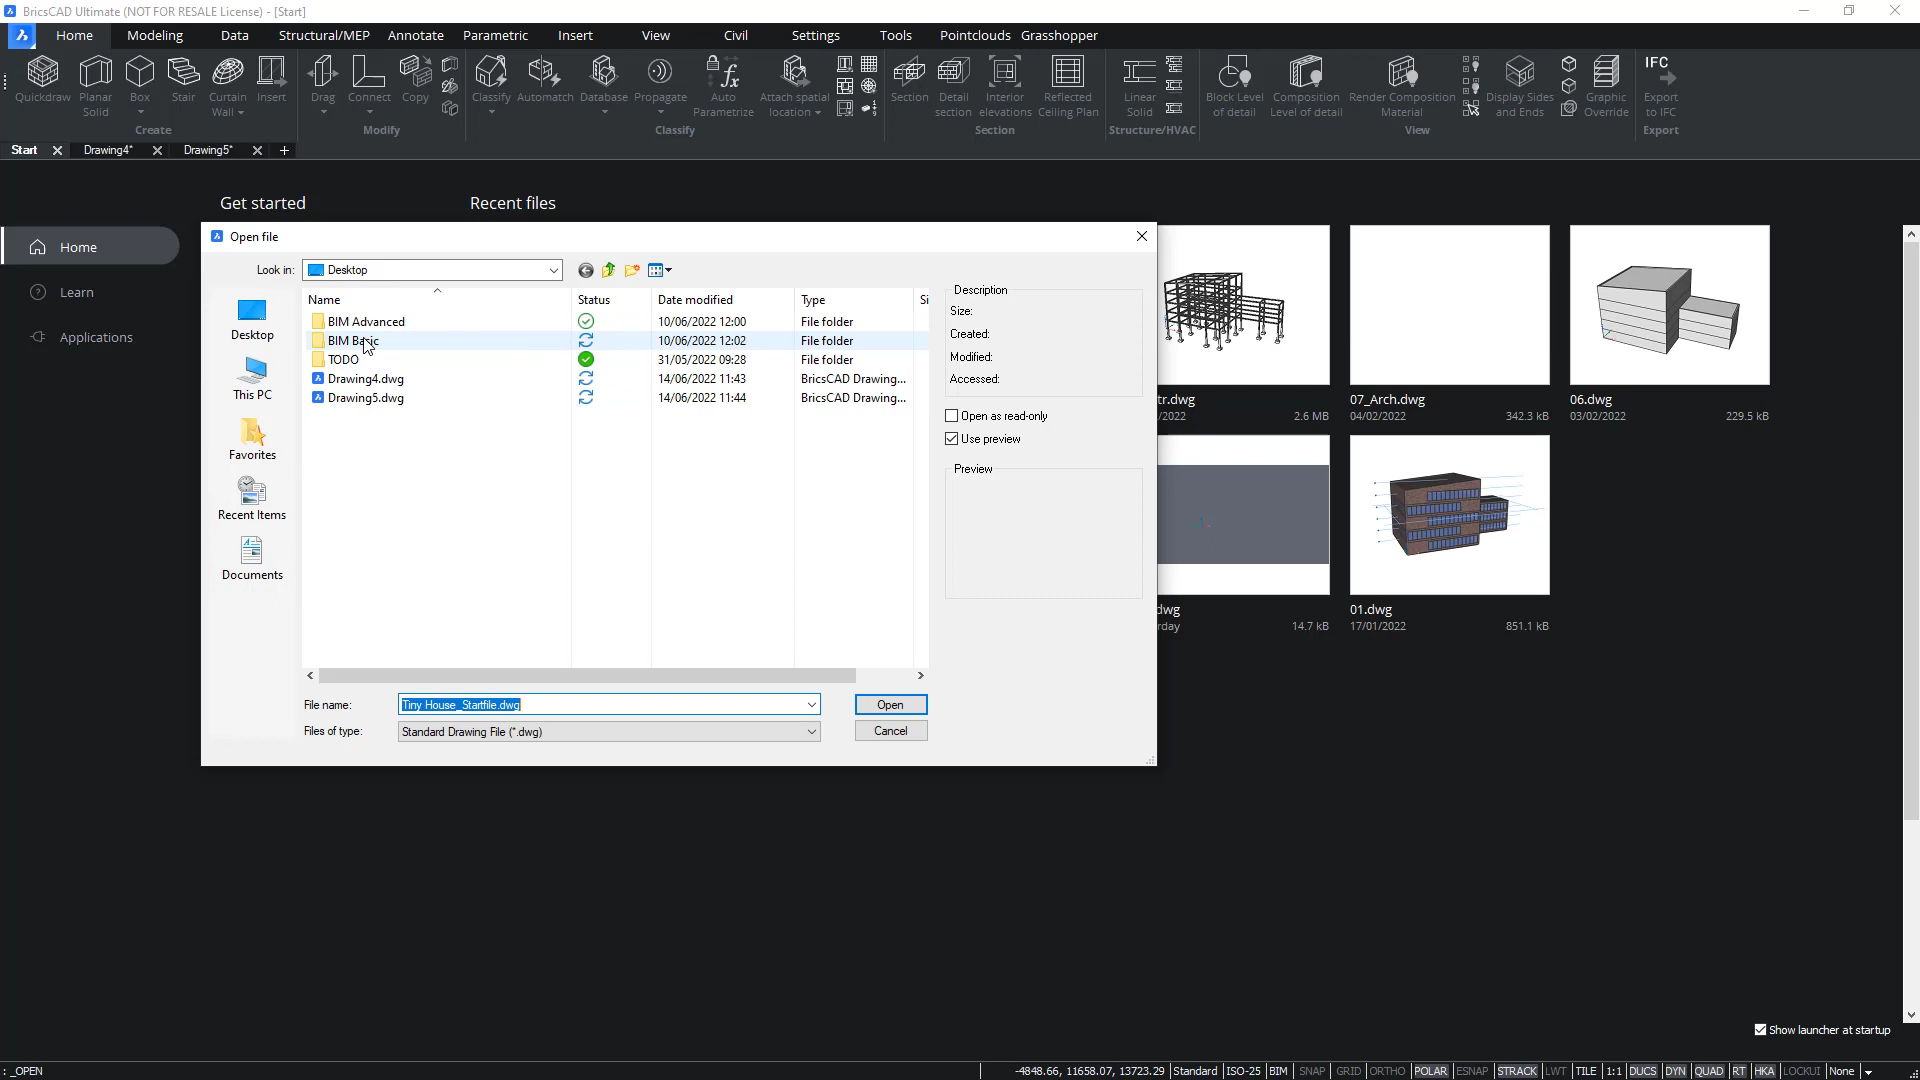 BricsCAD Ultimate (NOT FOR RESALE License) - [Start]
Home Modeling Data Structural/MEP Annotate Parametric Insert View Civil Settings Tools Pointclouds Grasshopper
Quickdraw Planar Solid Box Stair Curtain Wall Insert
Create
Drag Connect Copy
Modify
Classify Automatch Database Propagate Auto Parametrize Attach spatial location
Classify
Section Detail section Interior elevations Reflected Ceiling Plan
Section
Linear Solid
Structure/HVAC
Block Level of detail Composition Level of detail Render Composition Material Display Sides and Ends Graphic Override
View
IFC
Export to IFC
Export
Start Drawing4* Drawing5*
Get started
Recent files
Home
Learn
Applications
Open file
Look in: Desktop
Desktop
This PC
Favorites
Recent Items
Documents
Name Status Date modified Type Si
BIM Advanced 10/06/2022 12:00 File folder
BIM Basic 10/06/2022 12:02 File folder
TODO 31/05/2022 09:28 File folder
Drawing4.dwg 14/06/2022 11:43 BricsCAD Drawing...
Drawing5.dwg 14/06/2022 11:44 BricsCAD Drawing...
Description
Size:
Created:
Modified:
Accessed:
Open as read-only
Use preview
Preview
File name: Tiny House_Startfile.dwg
Open
Files of type: Standard Drawing File (*.dwg)
Cancel
tr.dwg
/2022 2.6 MB
07_Arch.dwg
04/02/2022 342.3 kB
06.dwg
03/02/2022 229.5 kB
dwg
rday 14.7 kB
01.dwg
17/01/2022 851.1 kB
Show launcher at startup
: _OPEN
-4848.66, 11658.07, 13723.29 Standard ISO-25 BIM SNAP GRID ORTHO POLAR ESNAP STRACK LWT TILE 1:1 DUCS DYN QUAD RT HKA LOCKUI None